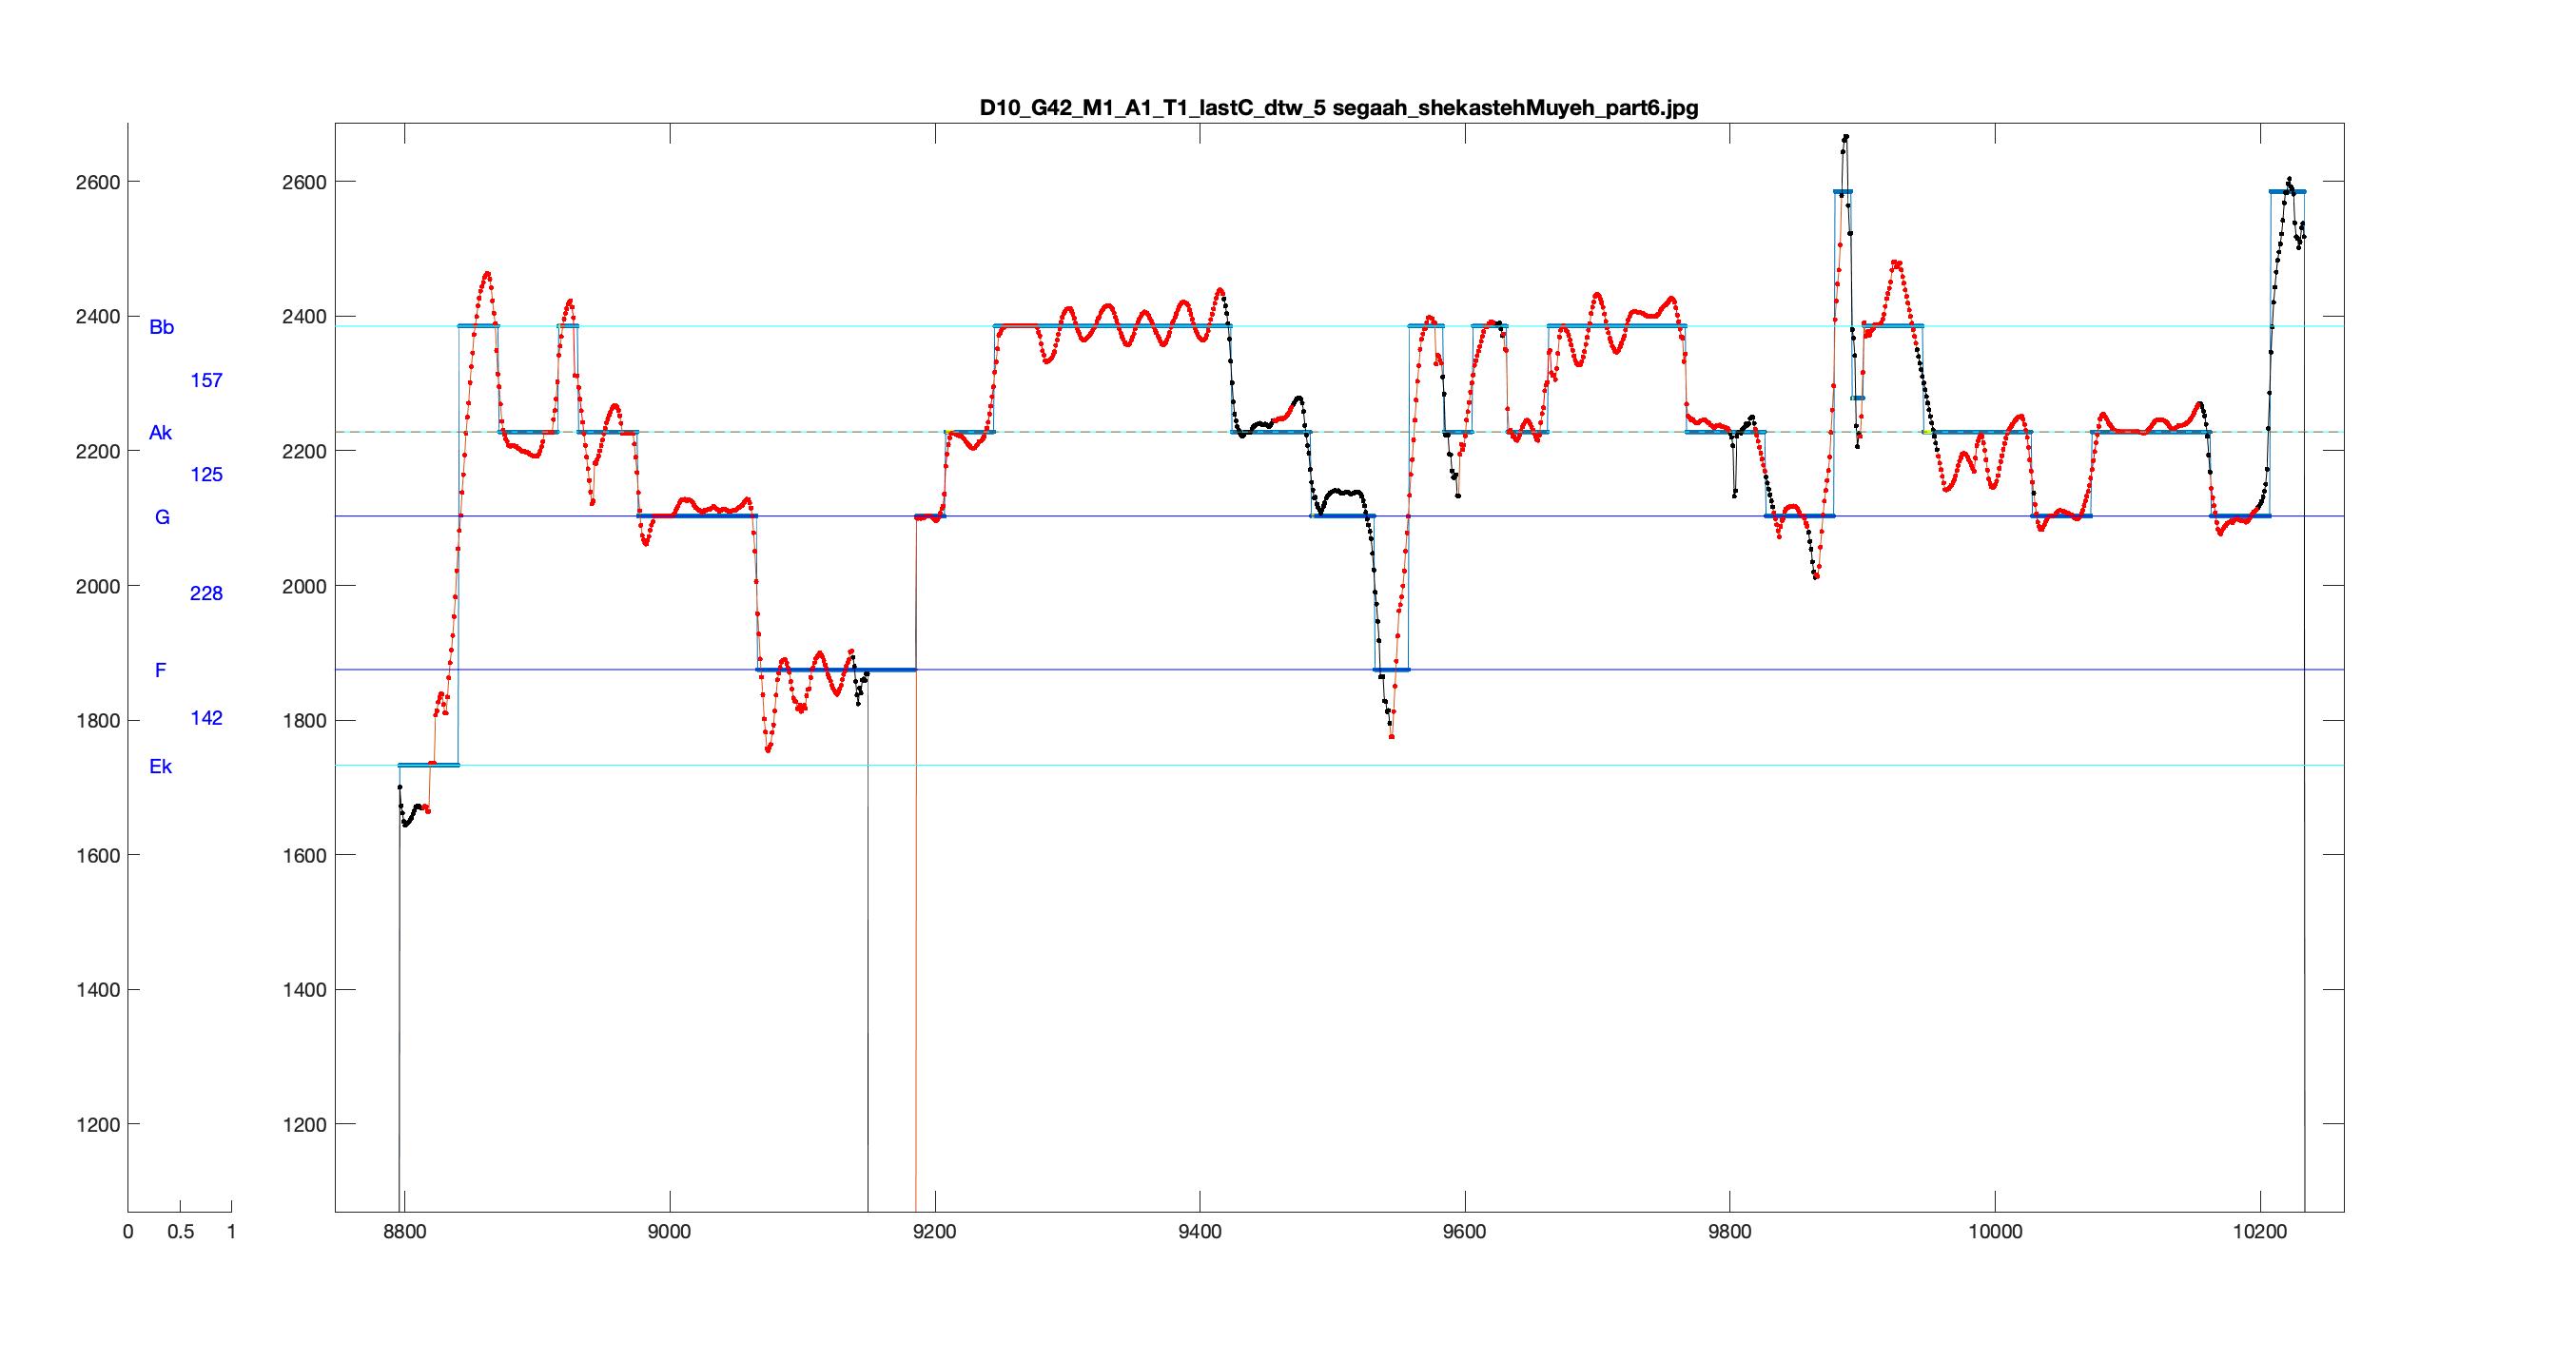 D10_G42_M1_A1_T1_lastC_dtw_5 segaah_shekastehMuyeh_part6.jpg
2600 2600
2400 Bb 2400
157
Ak
2200 125 2200
G
2000 228 2000
F
1800 142 1800
Ek
1600 1600
1400 1400
1200 1200
0 0.5 1 8800 9000 9200 9400 9600 9800 10000 10200